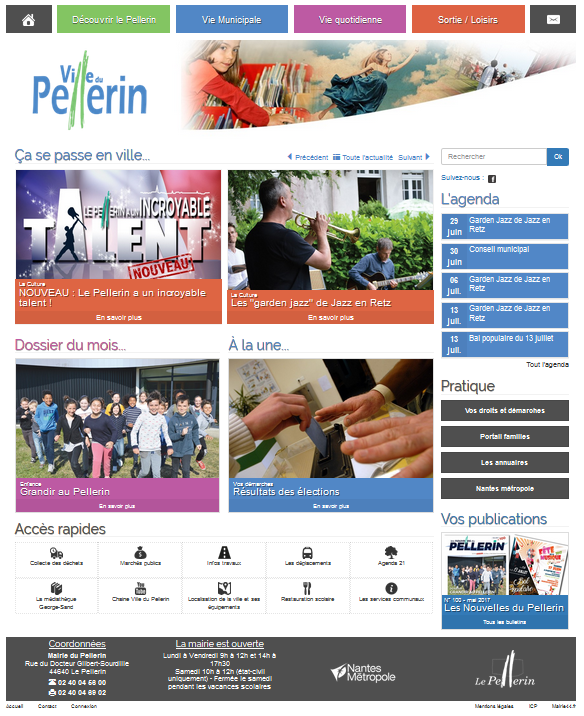 Découvrir le Pellerin
Vie Municipale
Vie quotidienne
Sortie / Loisirs
Ville du
Pellerin
Ça se passe en ville...
Précédent
Toute l'actualité
Suivant
Rechercher
Ok
Suivez-nous :
LE PELLERIN A UN INCROYABLE
TALENT
NOUVEAU
La Culture
NOUVEAU : Le Pellerin a un incroyable
talent !
En savoir plus
La Culture
Les "garden jazz" de Jazz en Retz
En savoir plus
L'agenda
29 juin
Garden Jazz de Jazz en
Retz
30 juin
Conseil municipal
06 juil.
Garden Jazz de Jazz en
Retz
13 juil.
Garden Jazz de Jazz en
Retz
13 juil.
Bal populaire du 13 juillet
Tout l'agenda
Dossier du mois...
Enfance
Grandir au Pellerin
En savoir plus
À la une...
Vos démarches
Résultats des élections
En savoir plus
Pratique
Vos droits et démarches
Portail familles
Les annuaires
Nantes métropole
Accès rapides
Collecte des déchets
Marchés publics
Infos travaux
Les déplacements
Agenda 21
La médiathèque
George-Sand
Chaine Ville du Pellerin
Localisation de la ville et ses
équipements
Restauration scolaire
Les services communaux
Vos publications
PELLERIN
N° 100 - mai 2017
Les Nouvelles du Pellerin
Tous les bulletins
Coordonnées
Mairie du Pellerin
Rue du Docteur Gilbert-Sourdille
44640 Le Pellerin
02 40 04 56 00
02 40 04 69 02
La mairie est ouverte
Lundi à Vendredi 9h à 12h et 14h à
17h30
Samedi 10h à 12h (état-civil
uniquement) - Fermée le samedi
pendant les vacances scolaires
Nantes
Métropole
Le Pellerin
Accueil
Contact
Connexion
Mentions légales
ICP
Mairie44.fr